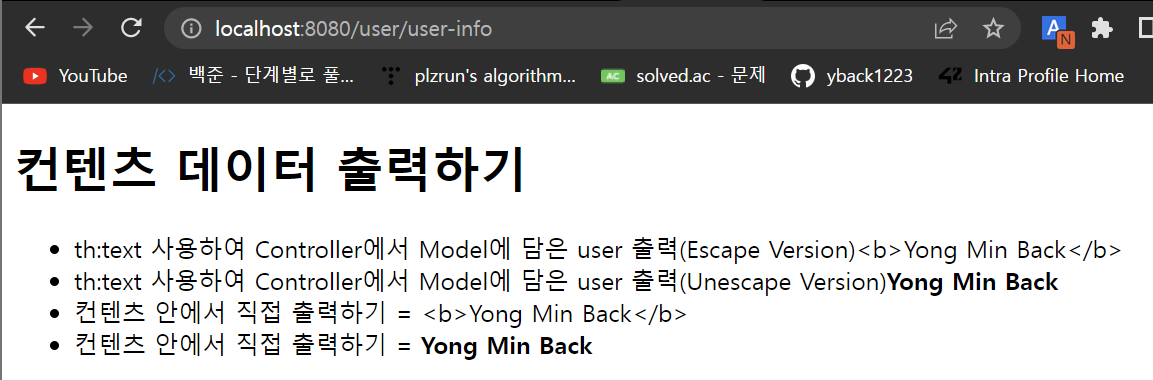 localhost:8080/user/user-info
N
YouTube </> 백준 - 단계별로 풀... plzrun's algorithm... AC solved.ac - 문제 yback1223 42 Intra Profile Home
컨텐츠 데이터 출력하기
• th:text 사용하여 Controller에서 Model에 담은 user 출력(Escape Version)<b>Yong Min Back</b>
• th:text 사용하여 Controller에서 Model에 담은 user 출력(Unescape Version)Yong Min Back
• 컨텐츠 안에서 직접 출력하기 = <b>Yong Min Back</b>
• 컨텐츠 안에서 직접 출력하기 = Yong Min Back